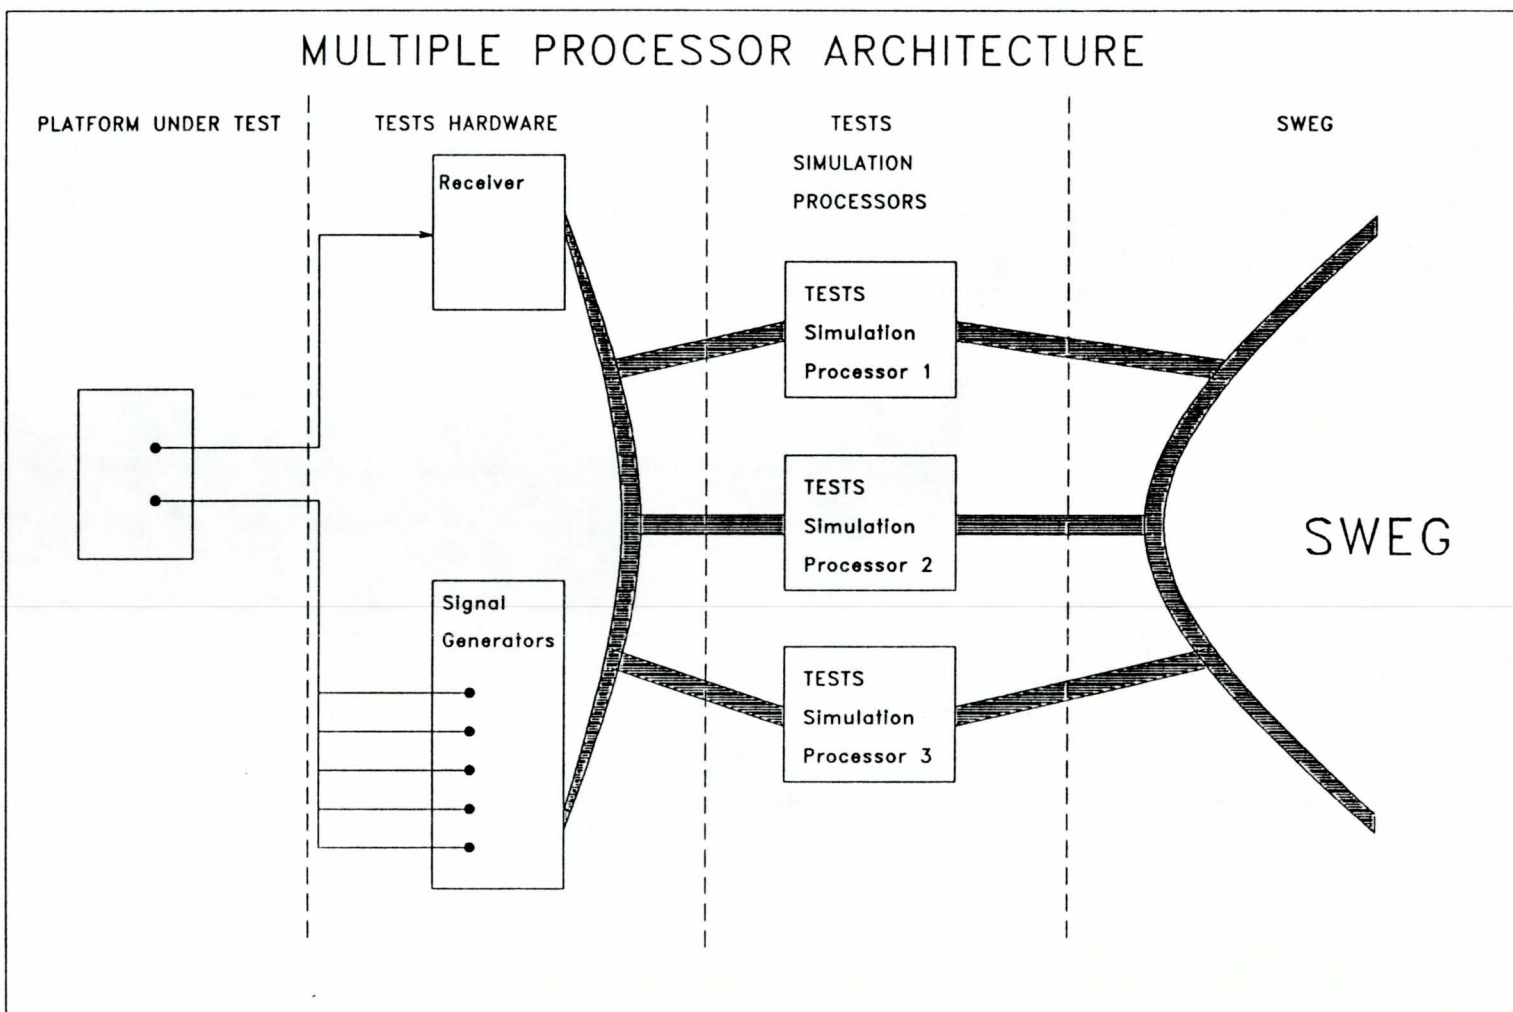 MULTIPLE PROCESSOR ARCHITECTURE
PLATFORM UNDER TEST
TESTS HARDWARE
TESTS
SIMULATION
PROCESSORS
SWEG
Receiver
Signal
Generators
TESTS
Simulation
Processor 1
TESTS
Simulation
Processor 2
TESTS
Simulation
Processor 3
SWEG